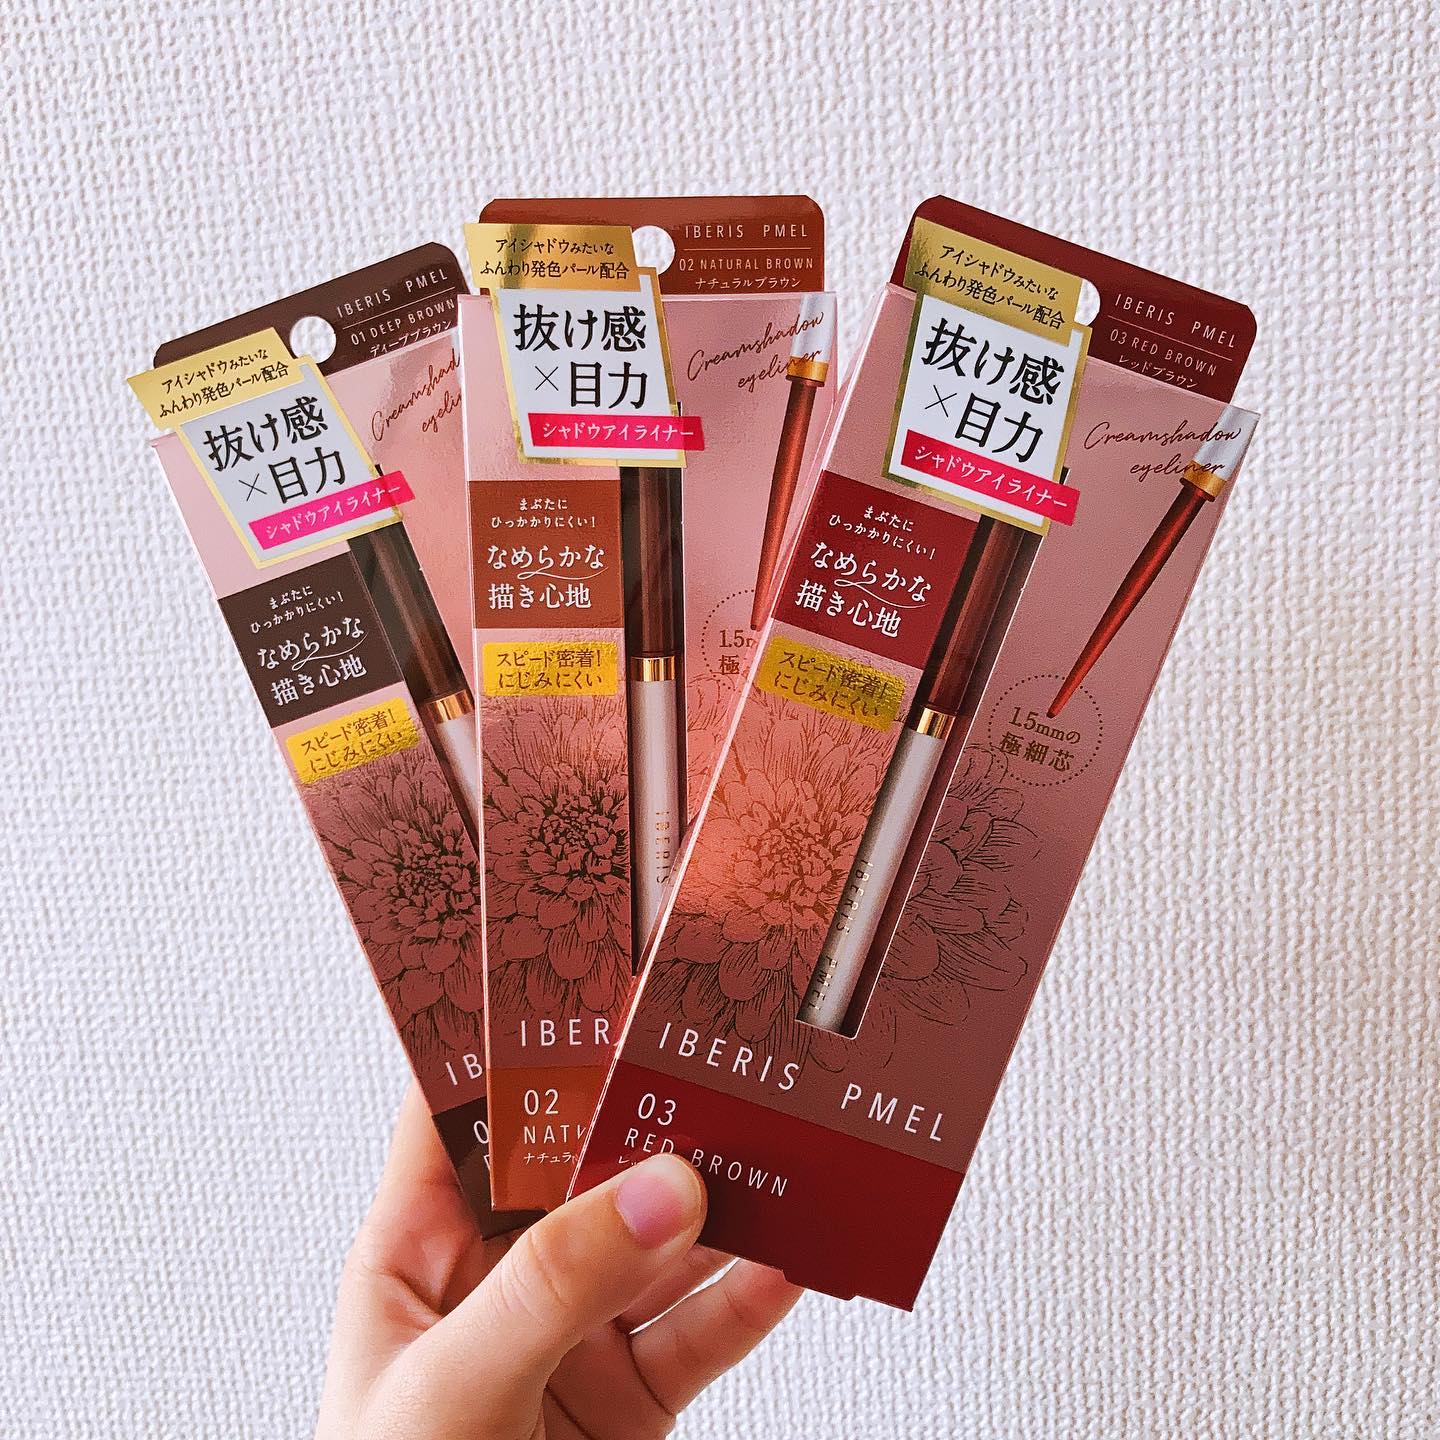 IBERIS PMEL
01 DEEP BROWN
ディープブラウン
アイシャドウみたいな
ふんわり発色パール配合
抜け感
×目力
シャドウアイライナー
まぶたに
ひっかかりにくい!
なめらかな
描き心地
スピード密着!
にじみにくい
IBERIS PMEL
02 NATURAL BROWN
ナチュラルブラウン
アイシャドウみたいな
ふんわり発色パール配合
抜け感
×目力
シャドウアイライナー
Creamshadow
eyeliner
まぶたに
ひっかかりにくい!
なめらかな
描き心地
スピード密着!
にじみにくい
IBERIS
02
IBERIS PMEL
03 RED BROWN
レッドブラウン
アイシャドウみたいな
ふんわり発色パール配合
抜け感
×目力
シャドウアイライナー
Creamshadow
eyeliner
まぶたに
ひっかかりにくい!
なめらかな
描き心地
スピード密着!
にじみにくい
1.5mmの
極細芯
IBERIS PMEL
IBERIS PMEL
03
RED BROWN